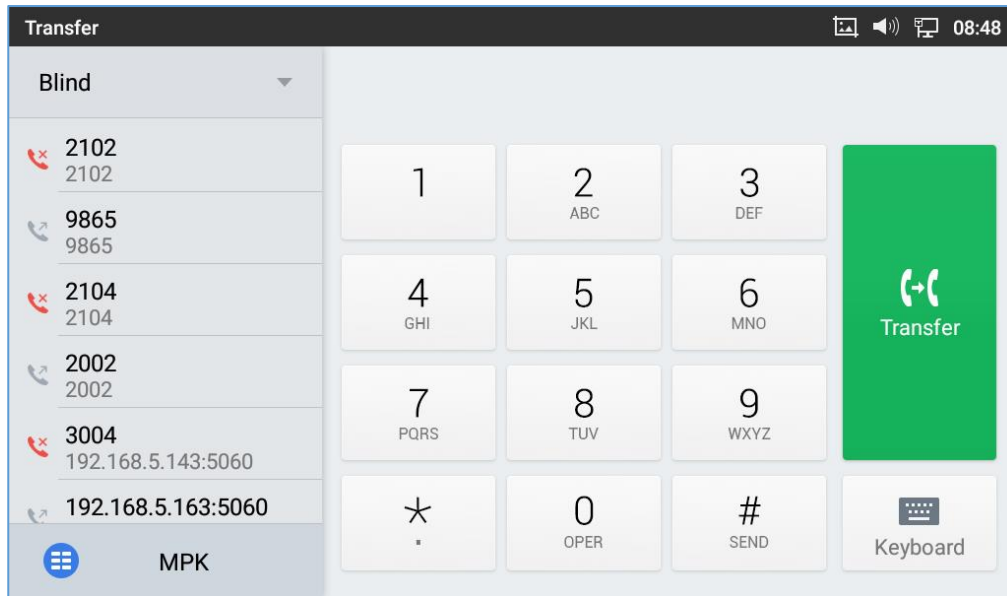 Transfer
08:48
Blind
2102
2102
9865
9865
2104
2104
2002
2002
3004
192.168.5.143:5060
192.168.5.163:5060
MPK
1
2
ABC
3
DEF
4
GHI
5
JKL
6
MNO
7
PQRS
8
TUV
9
WXYZ
*
.
0
OPER
#
SEND
Transfer
Keyboard